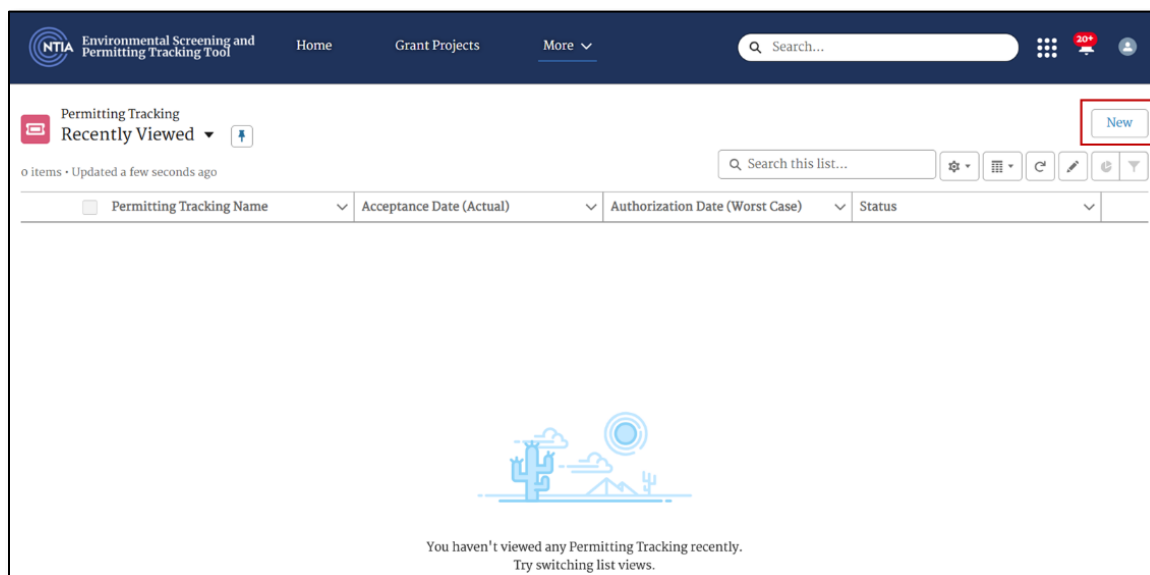 NTIA
Environmental Screening and
Permitting Tracking Tool
Home
Grant Projects
More
Search...
20+
Permitting Tracking
Recently Viewed
New
0 items • Updated a few seconds ago
Search this list...
Permitting Tracking Name
Acceptance Date (Actual)
Authorization Date (Worst Case)
Status
You haven't viewed any Permitting Tracking recently.
Try switching list views.